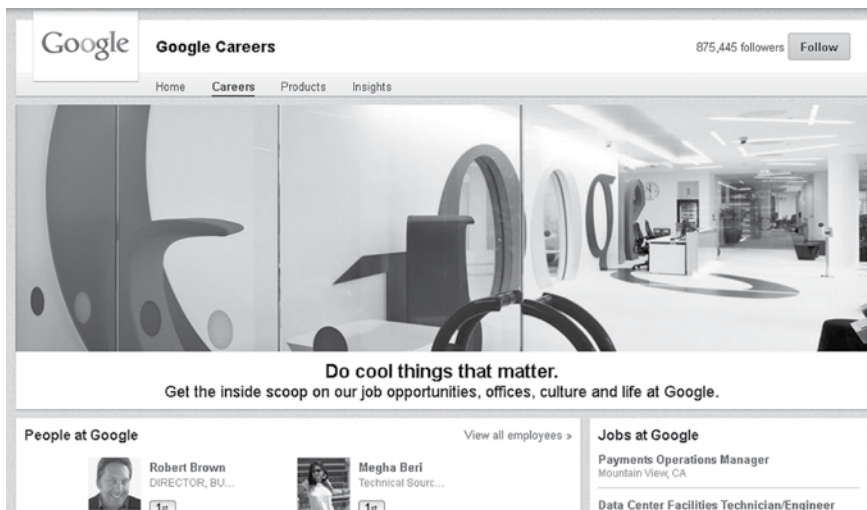 Google
Google Careers
875,445 followers
Follow
Home Careers Products Insights
Do cool things that matter.
Get the inside scoop on our job opportunities, offices, culture and life at Google.
People at Google
View all employees »
Robert Brown
DIRECTOR, BU...
1st
Megha Beri
Technical Sourc...
1st
Jobs at Google
Payments Operations Manager
Mountain View, CA
Data Center Facilities Technician/Engineer